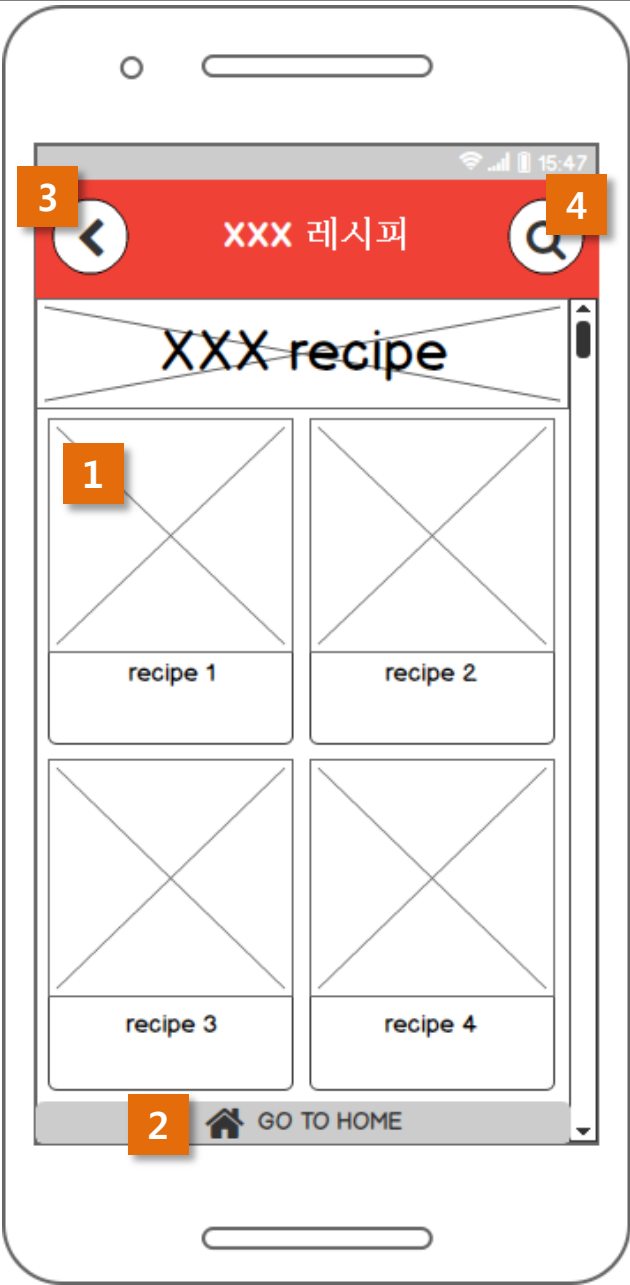 15:47
3
4
XXX 레시피
XXX recipe
1
recipe 1
recipe 2
recipe 3
recipe 4
2
GO TO HOME